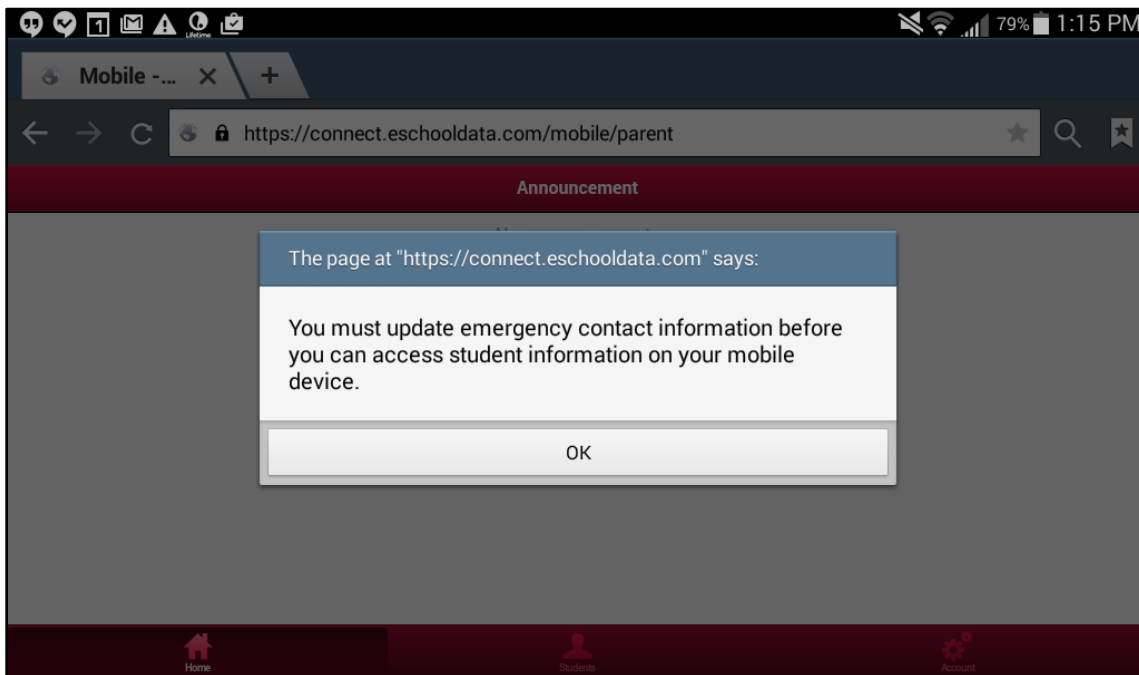 1
Lifetime
79% 1:15 PM
Mobile -... × +
https://connect.eschooldata.com/mobile/parent
Announcement
The page at "https://connect.eschooldata.com" says:
You must update emergency contact information before
you can access student information on your mobile
device.
OK
Home Students Account